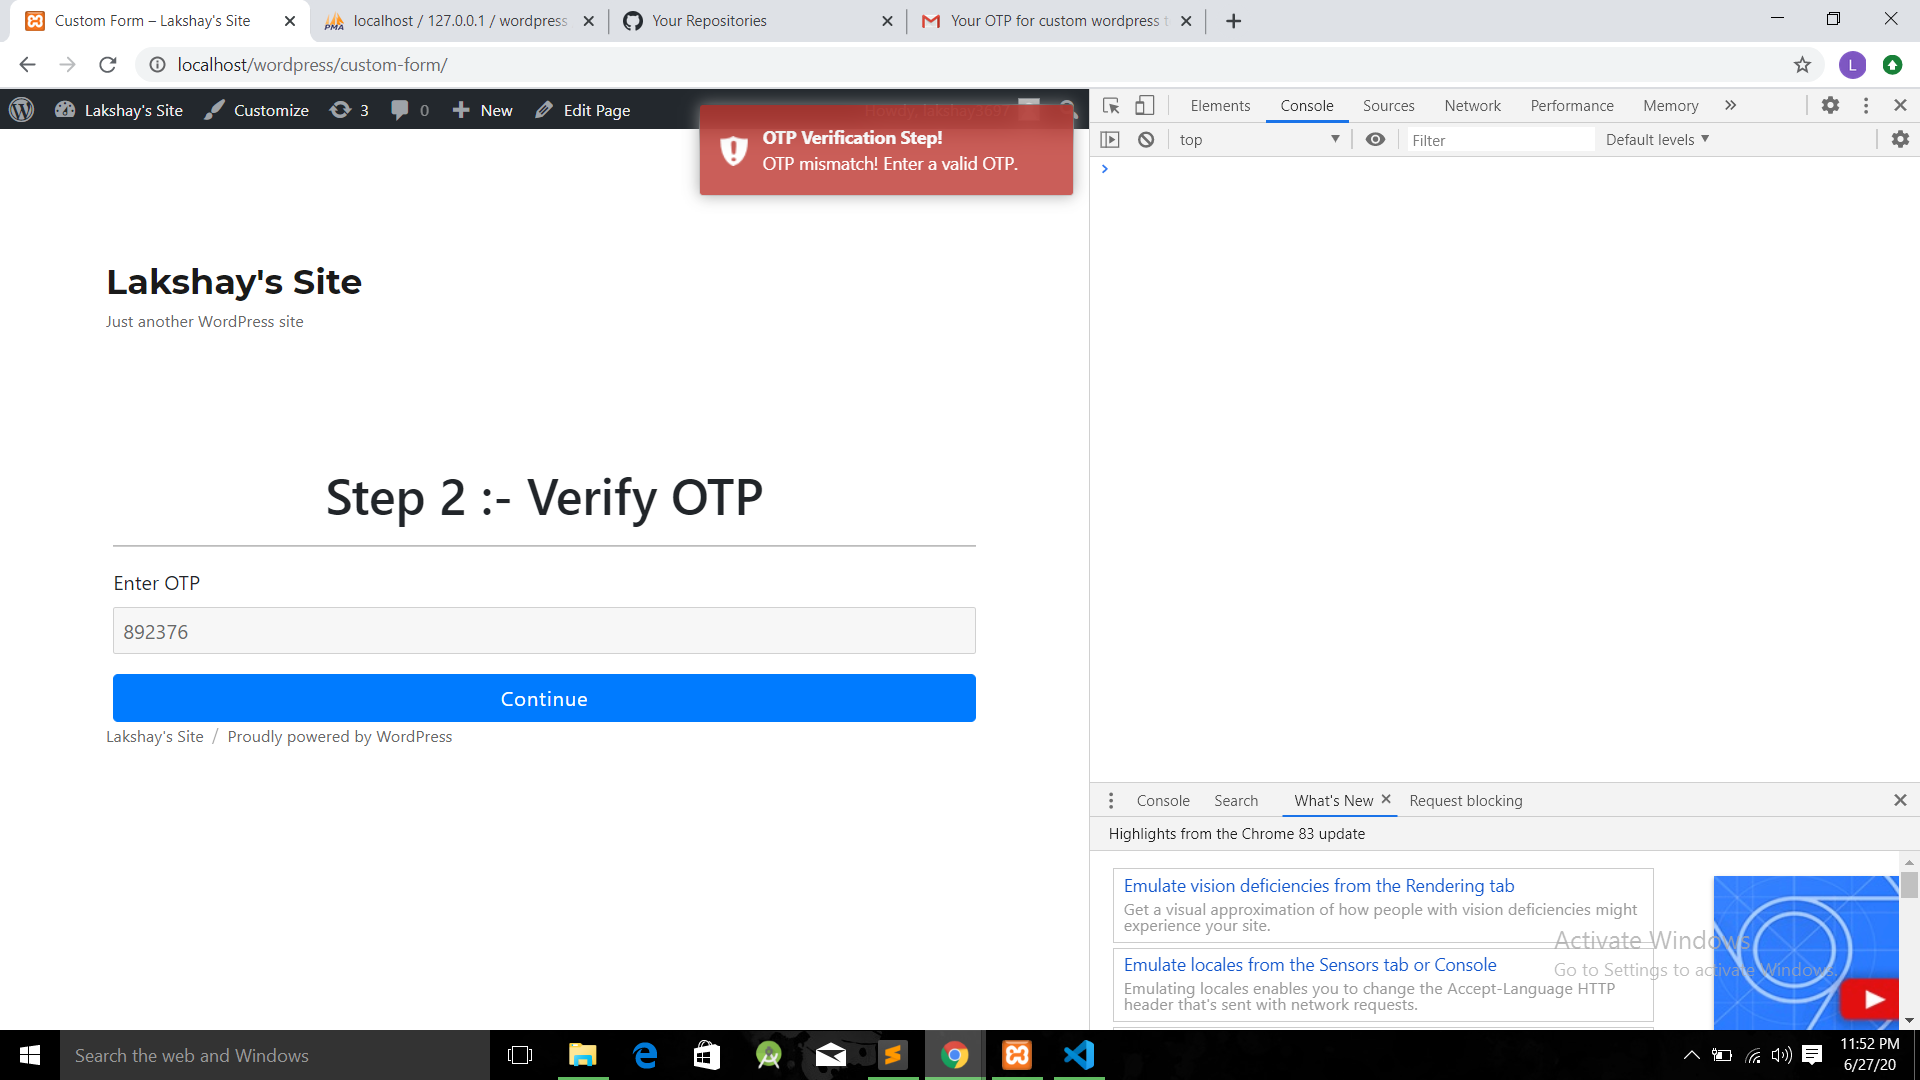 Custom Form – Lakshay's Site
localhost / 127.0.0.1 / wordpress
Your Repositories
Your OTP for custom wordpress
localhost/wordpress/custom-form/
L
Lakshay's Site
Customize
3
0
New
Edit Page
OTP Verification Step!
OTP mismatch! Enter a valid OTP.
Lakshay's Site
Just another WordPress site
Step 2 :- Verify OTP
Enter OTP
892376
Continue
Lakshay's Site / Proudly powered by WordPress
Elements Console Sources Network Performance Memory
top
Filter
Default levels
Console Search What's New Request blocking
Highlights from the Chrome 83 update
Emulate vision deficiencies from the Rendering tab
Get a visual approximation of how people with vision deficiencies might
experience your site.
Emulate locales from the Sensors tab or Console
Emulating locales enables you to change the Accept-Language HTTP
header that's sent with network requests.
Activate Windows
Go to Settings to activate Windows.
Search the web and Windows
11:52 PM
6/27/20